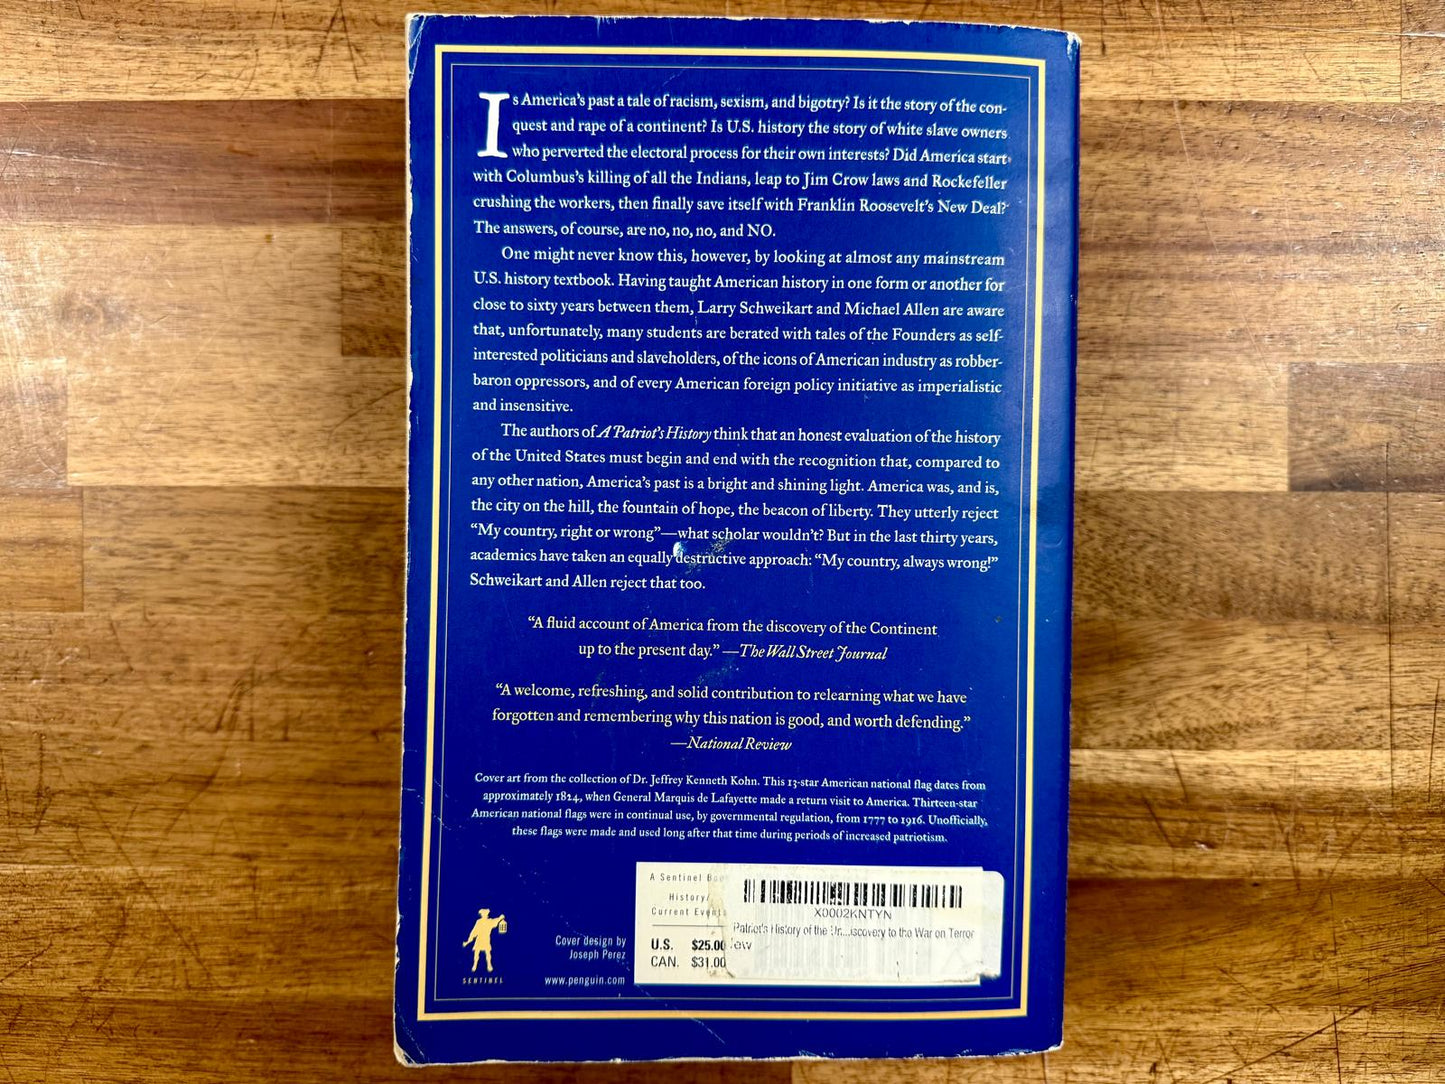 Is America's past a tale of racism, sexism, and bigotry? Is it the story of the con-
quest and rape of a continent? Is U.S. history the story of white slave owners
who perverted the electoral process for their own interests? Did America start
with Columbus's killing of all the Indians, leap to Jim Crow laws and Rockefeller
crushing the workers, then finally save itself with Franklin Roosevelt's New Deal?
The answers, of course, are no, no, no, and NO.
One might never know this, however, by looking at almost any mainstream
U.S. history textbook. Having taught American history in one form or another for
close to sixty years between them, Larry Schweikart and Michael Allen are aware
that, unfortunately, many students are berated with tales of the Founders as self-
interested politicians and slaveholders, of the icons of American industry as robber-
baron oppressors, and of every American foreign policy initiative as imperialistic
and insensitive.
The authors of A Patriot's History think that an honest evaluation of the history
of the United States must begin and end with the recognition that, compared to
any other nation, America's past is a bright and shining light. America was, and is,
the city on the hill, the fountain of hope, the beacon of liberty. They utterly reject
“My country, right or wrong”—what scholar wouldn't? But in the last thirty years,
academics have taken an equally destructive approach: “My country, always wrong!”
Schweikart and Allen reject that too.
“A fluid account of America from the discovery of the Continent
up to the present day.” —The Wall Street Journal
“A welcome, refreshing, and solid contribution to relearning what we have
forgotten and remembering why this nation is good, and worth defending.”
—National Review
Cover art from the collection of Dr. Jeffrey Kenneth Kohn. This 13-star American national flag dates from
approximately 1824, when General Marquis de Lafayette made a return visit to America. Thirteen-star
American national flags were in continual use, by governmental regulation, from 1777 to 1916. Unofficially,
these flags were made and used long after that time during periods of increased patriotism.
SENTINEL
Cover design by
Joseph Perez
www.penguin.com
A Sentinel
History/
Current Events
U.S. $25.00
CAN. $31.00
X0002KNTYN
Patriot's History of the Un...iscovery to the War on Terror